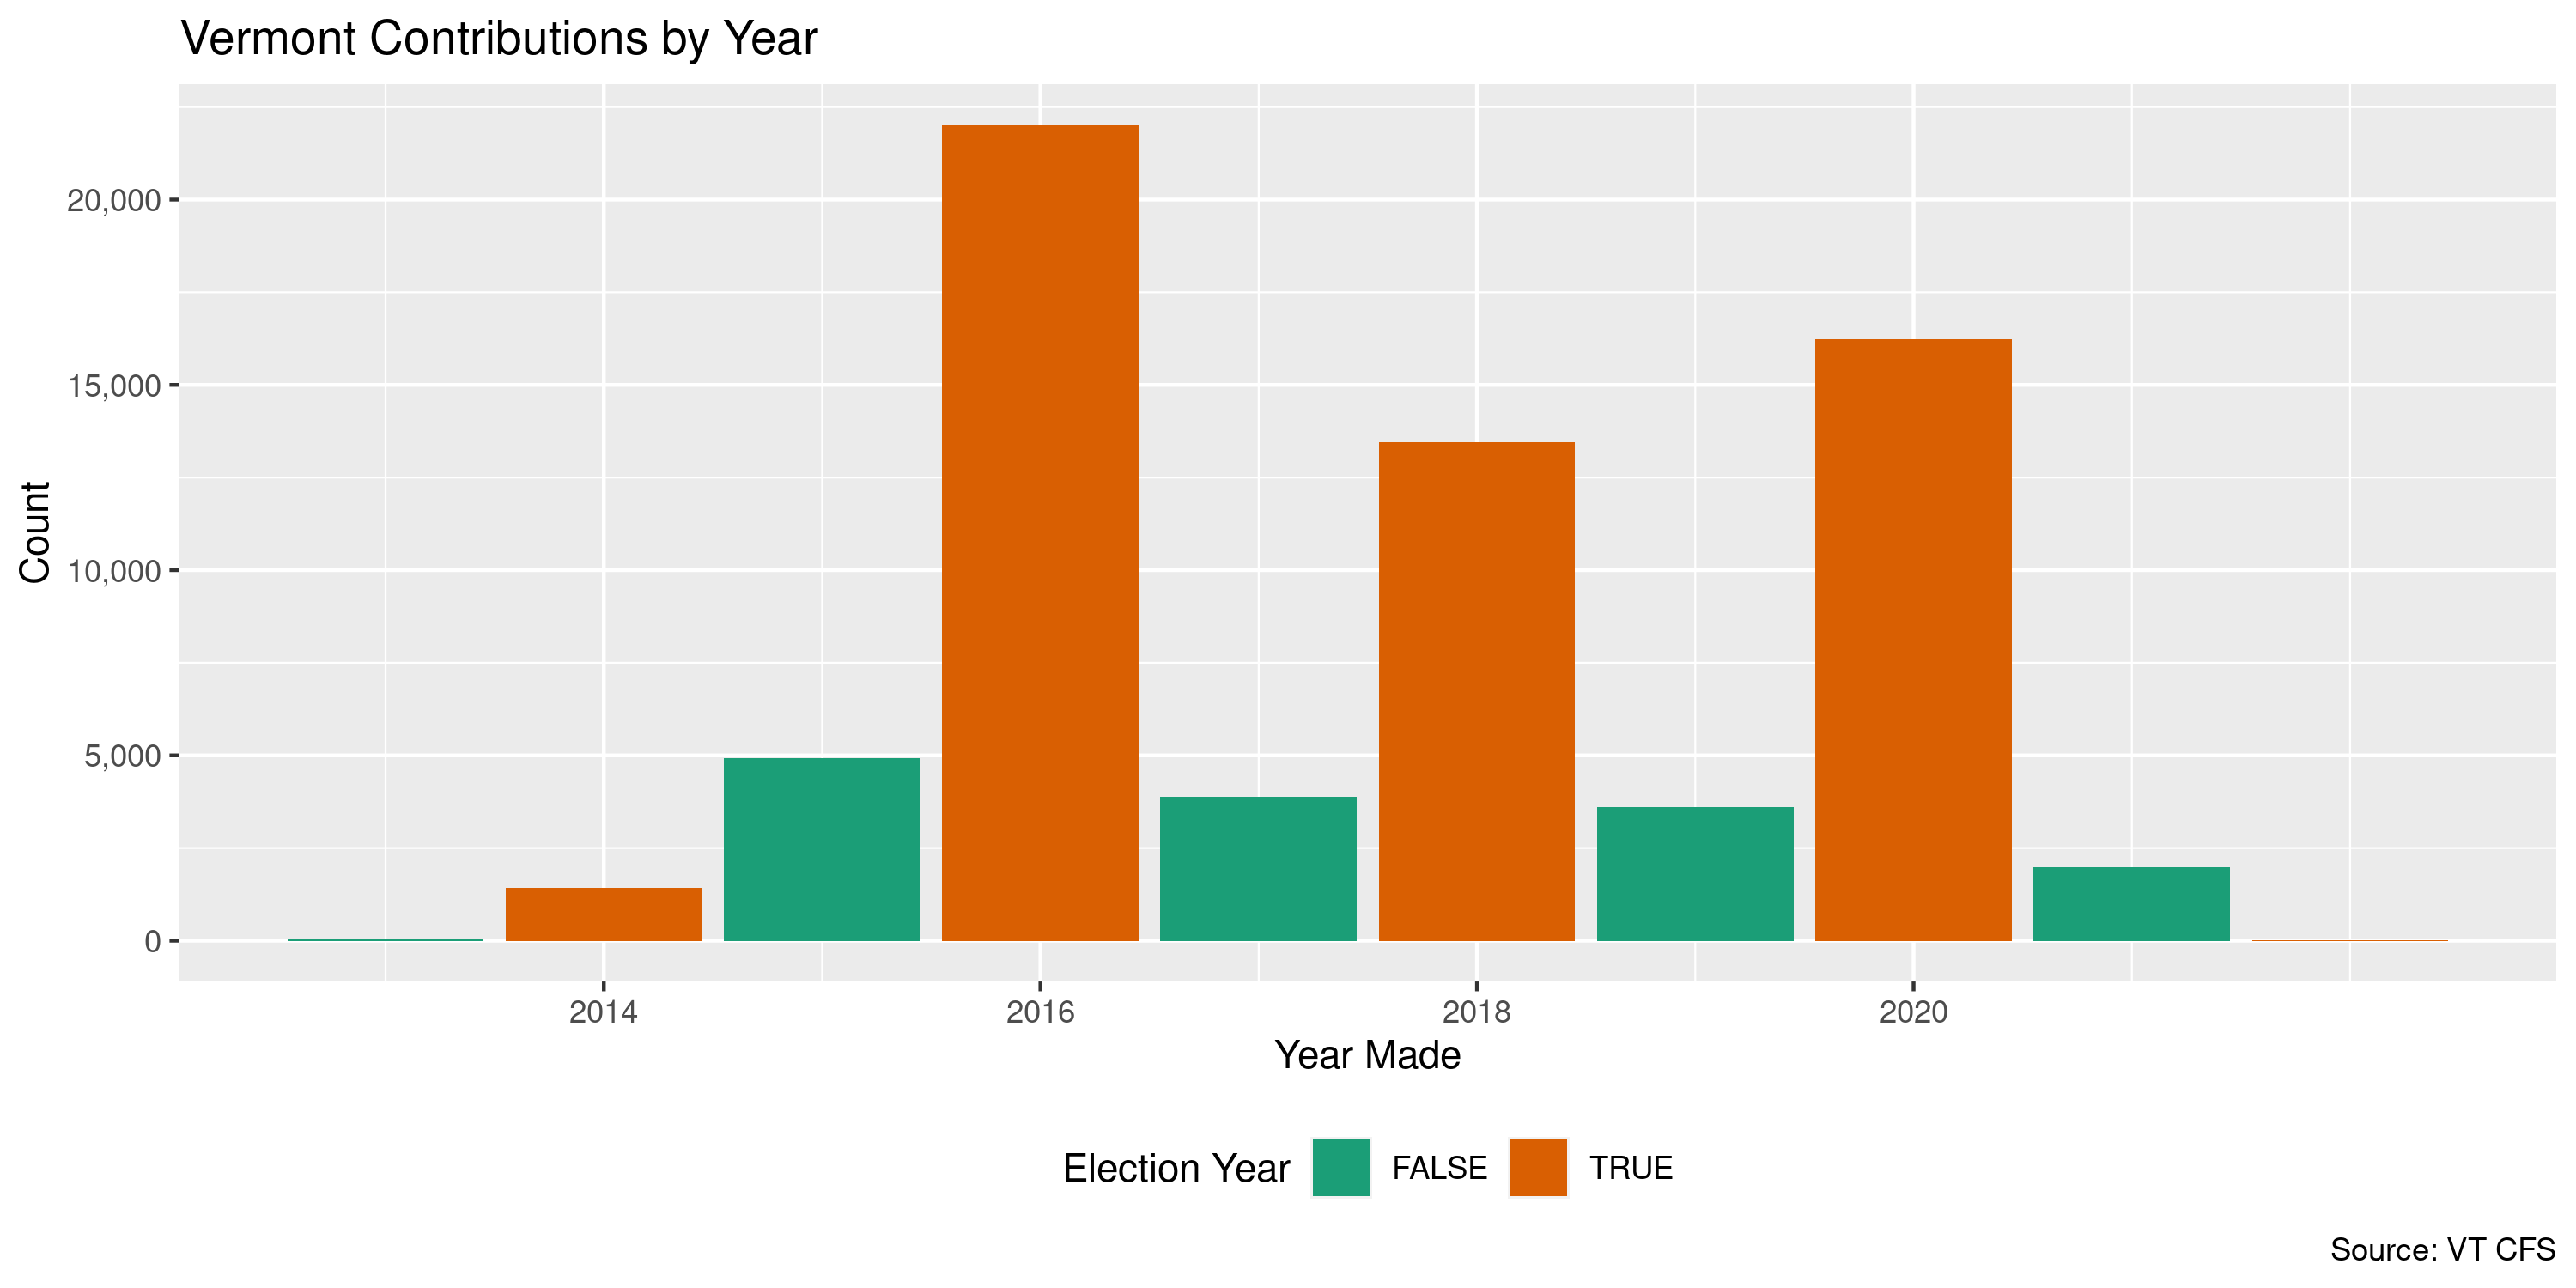 Vermont Contributions by Year
Count
20,000
15,000
10,000
5,000
0
2014 2016 2018 2020
Year Made
Election Year FALSE TRUE
Source: VT CFS